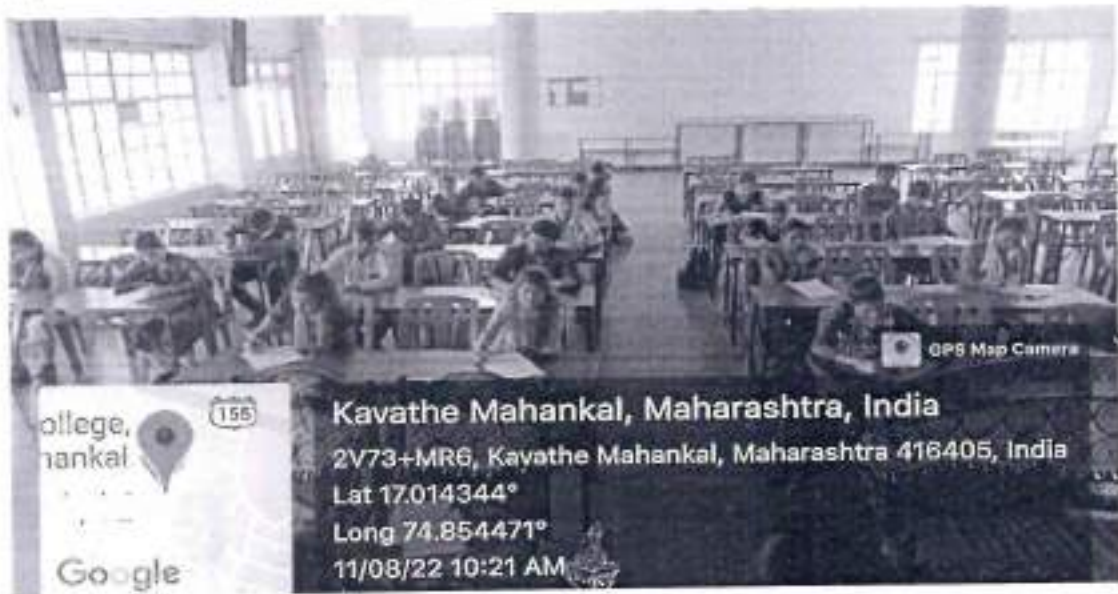 GPS Map Camera
Kavathe Mahankal, Maharashtra, India
2V73+MR6, Kavathe Mahankal, Maharashtra 416405, India
Lat 17.014344°
Long 74.854471°
11/08/22 10:21 AM
155
ollege,
nankal
Google